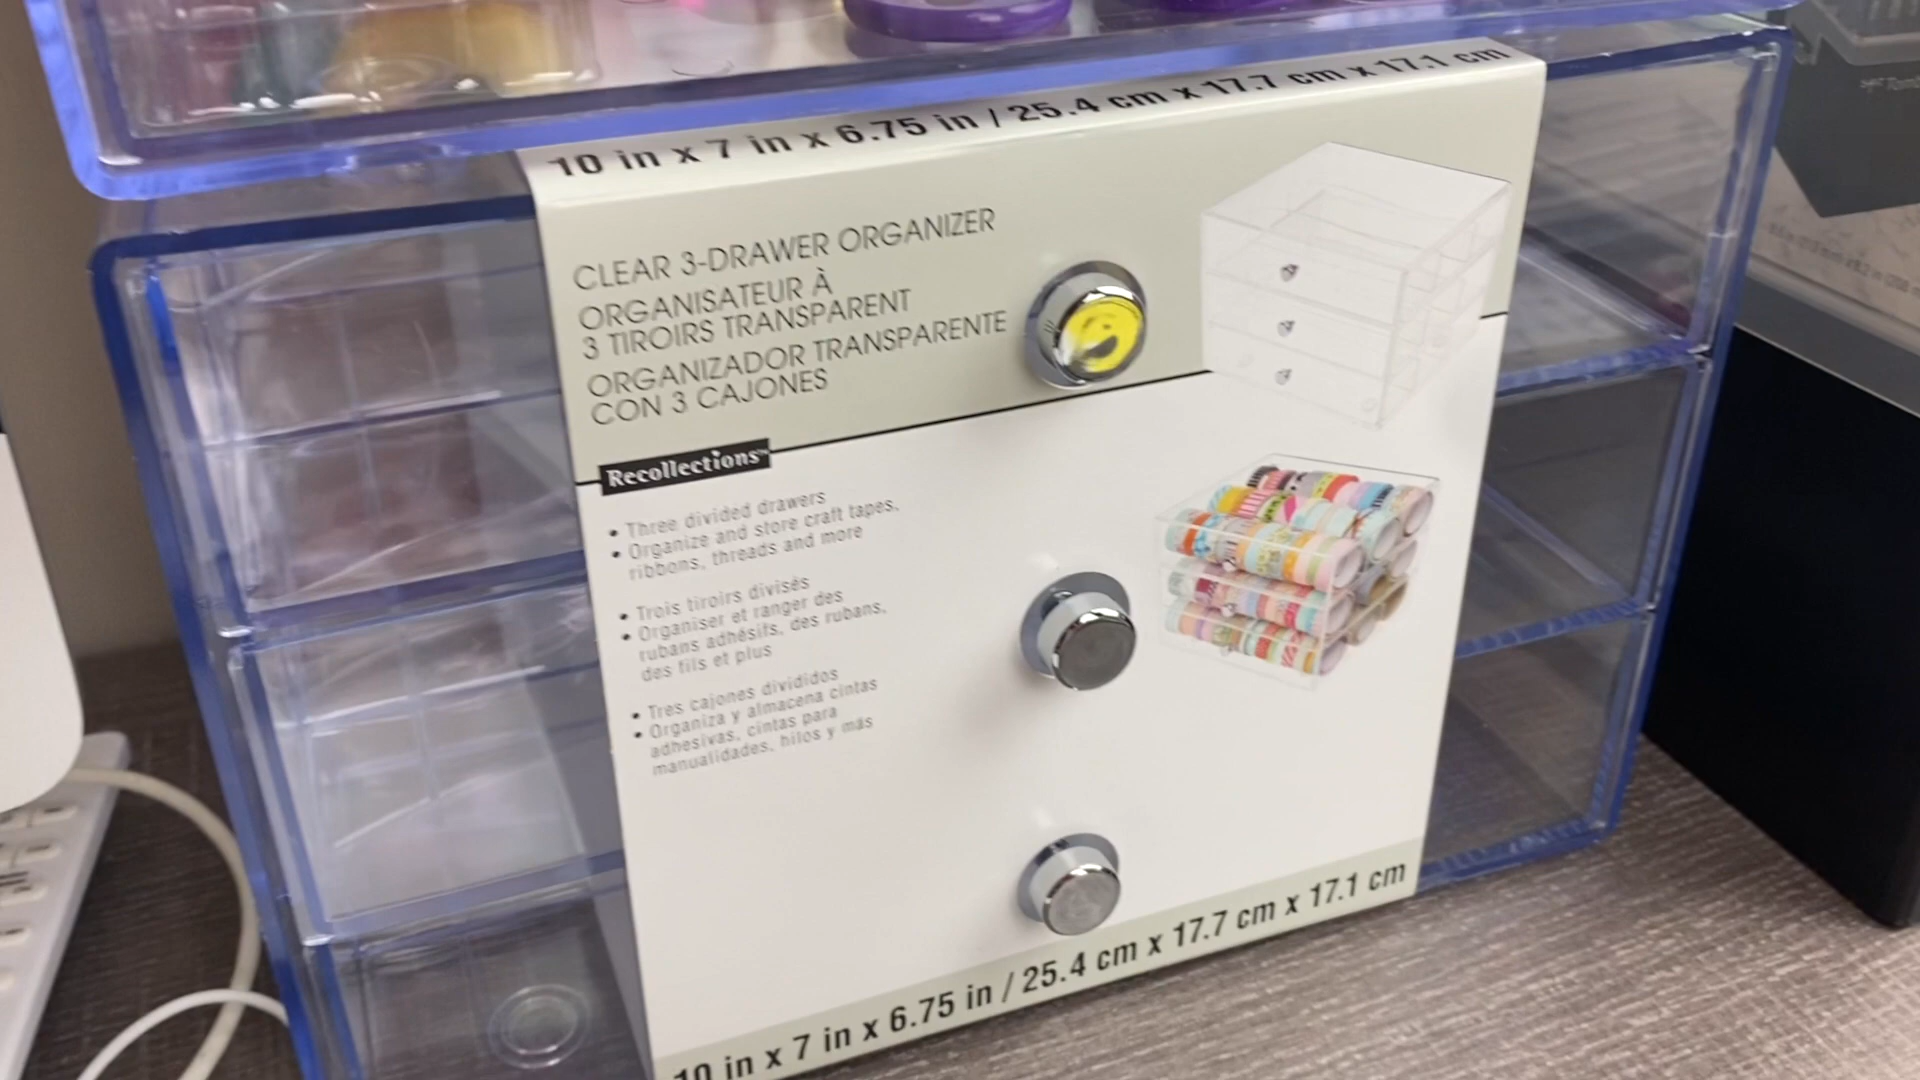 10 in x 7 in x 6.75 in / 25.4 cm x 17.7 cm x 17.1 cm
CLEAR 3-DRAWER ORGANIZER
ORGANISATEUR À
3 TIROIRS TRANSPARENT
ORGANIZADOR TRANSPARENTE
CON 3 CAJONES
Recollections™
• Three divided drawers
• Organize and store craft tapes,
ribbons, threads and more
• Trois tiroirs divisés
• Organiser et ranger des
rubans adhésifs, des rubans,
des fils et plus
• Tres cajones divididos
• Organiza y almacena cintas
adhesivas, cintas para
manualidades, hilos y más
10 in x 7 in x 6.75 in / 25.4 cm x 17.7 cm x 17.1 cm